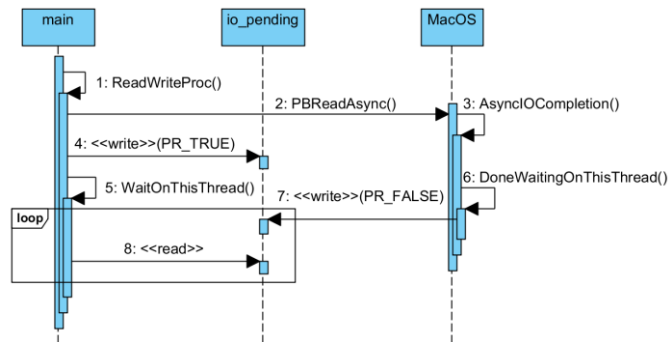 main
io_pending
MacOS
1: ReadWriteProc()
2: PBReadAsync()
3: AsyncIOCompletion()
4: <<write>>(PR_TRUE)
5: WaitOnThisThread()
6: DoneWaitingOnThisThread()
7: <<write>>(PR_FALSE)
loop
8: <<read>>